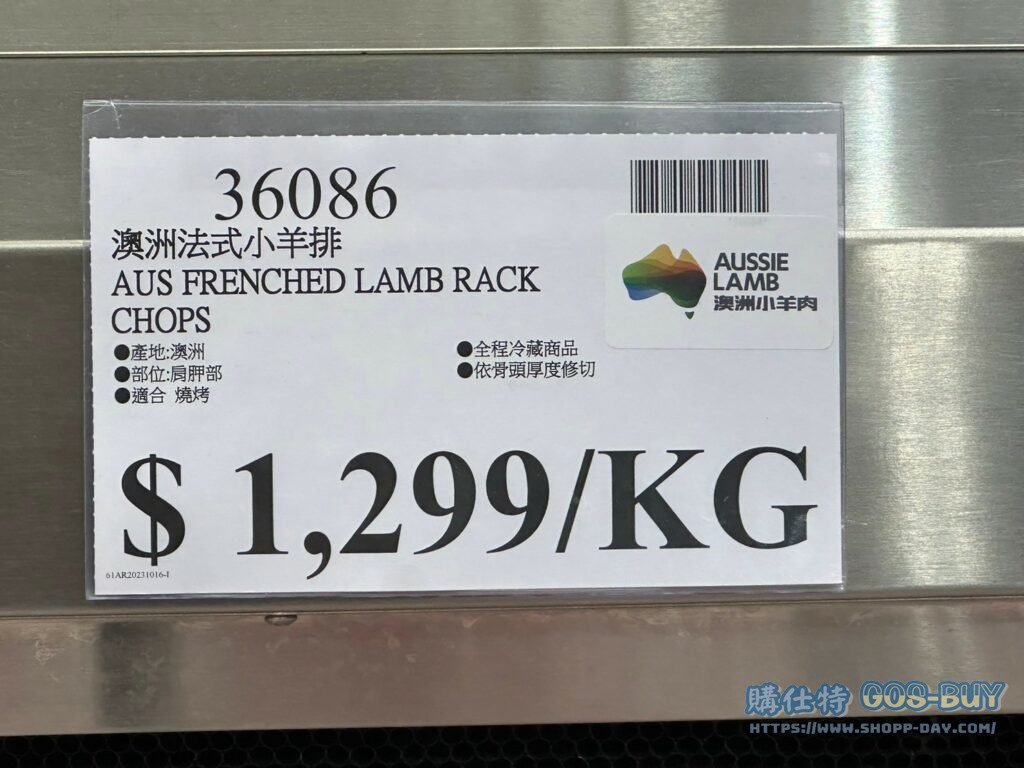 36086
澳洲法式小羊排
AUS FRENCHED LAMB RACK
CHOPS
AUSSIE
LAMB
澳洲小羊肉
●產地:澳洲
●部位:肩胛部
●適合 燒烤
●全程冷藏商品
●依骨頭厚度修切
$ 1,299/KG
61AR20231016-1
購仕特 GOS-BUY
HTTPS://WWW.SHOPP-DAY.COM/